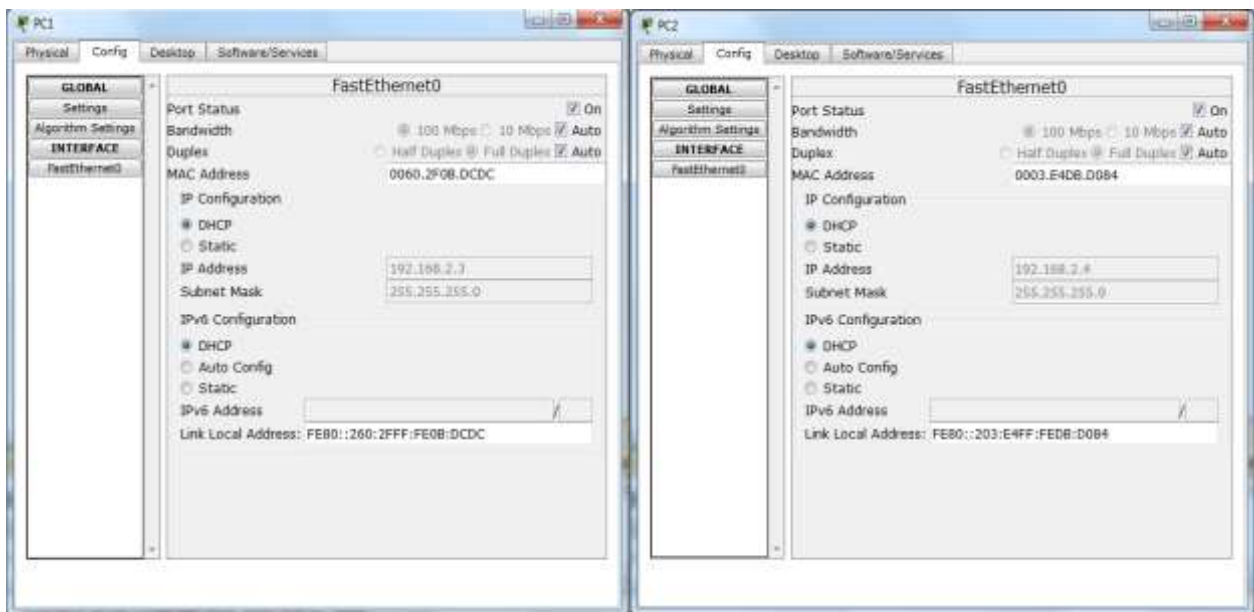 PC1
Physical Config Desktop Software/Services
GLOBAL
Settings
Algorithm Settings
INTERFACE
FastEthernet0
FastEthernet0
Port Status On
Bandwidth 100 Mbps 10 Mbps Auto
Duplex Half Duplex Full Duplex Auto
MAC Address 0060.2F0B.DCDC
IP Configuration
DHCP
Static
IP Address 192.168.2.3
Subnet Mask 255.255.255.0
IPv6 Configuration
DHCP
Auto Config
Static
IPv6 Address /
Link Local Address: FE80::260:2FFF:FE0B:DCDC
PC2
Physical Config Desktop Software/Services
GLOBAL
Settings
Algorithm Settings
INTERFACE
FastEthernet0
FastEthernet0
Port Status On
Bandwidth 100 Mbps 10 Mbps Auto
Duplex Half Duplex Full Duplex Auto
MAC Address 0003.E4DB.D084
IP Configuration
DHCP
Static
IP Address 192.168.2.4
Subnet Mask 255.255.255.0
IPv6 Configuration
DHCP
Auto Config
Static
IPv6 Address /
Link Local Address: FE80::203:E4FF:FEDB:D084